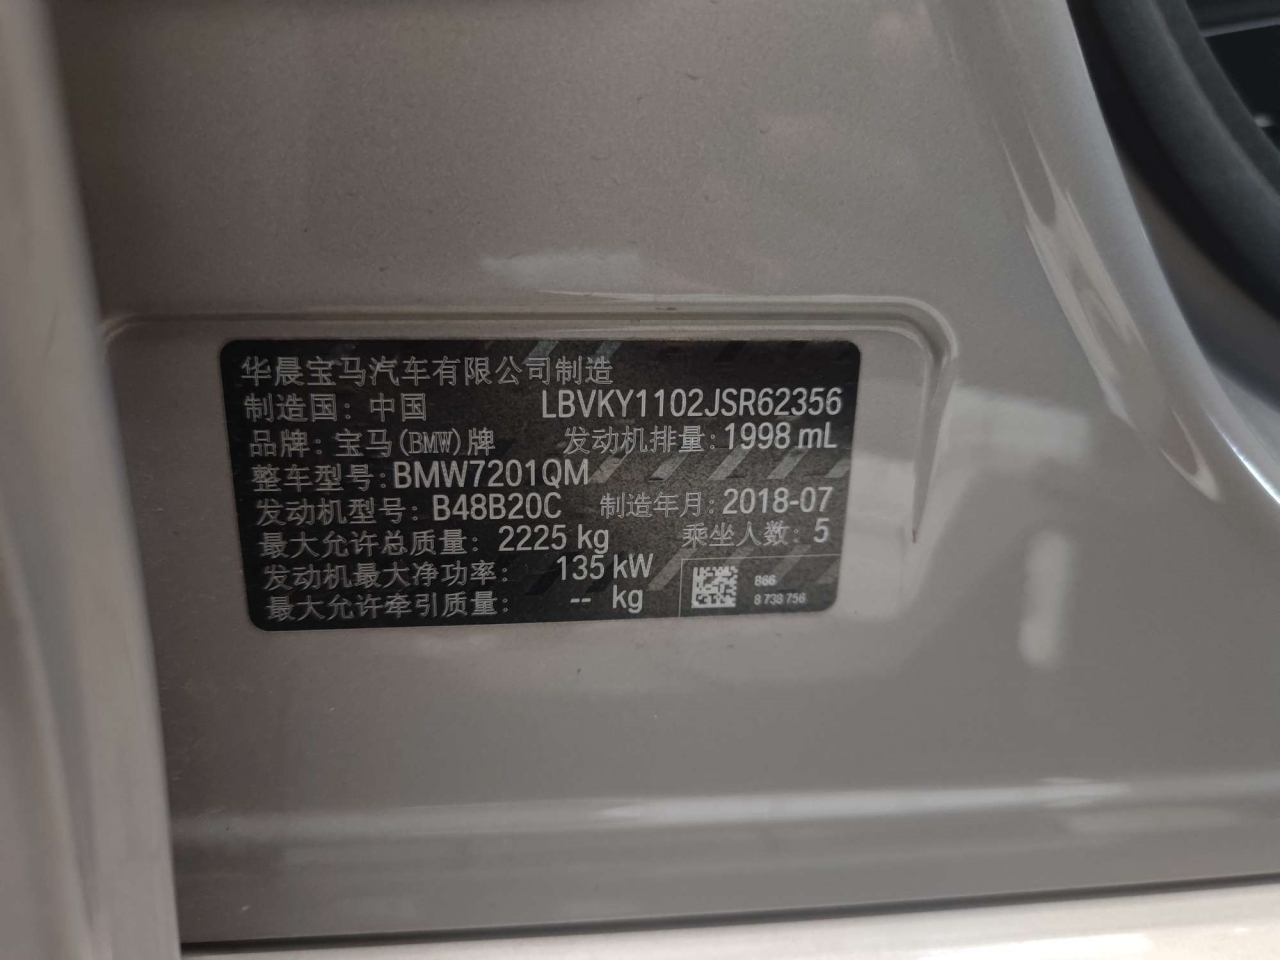 华晨宝马汽车有限公司制造
制造国：中国 LBVKY1102JSR62356
品牌：宝马(BMW)牌 发动机排量：1998 mL
整车型号：BMW7201QM
发动机型号：B48B20C 制造年月：2018-07
最大允许总质量：2225 kg 乘坐人数：5
发动机最大净功率：135 kW
最大允许牵引质量：-- kg
866
8 738 756